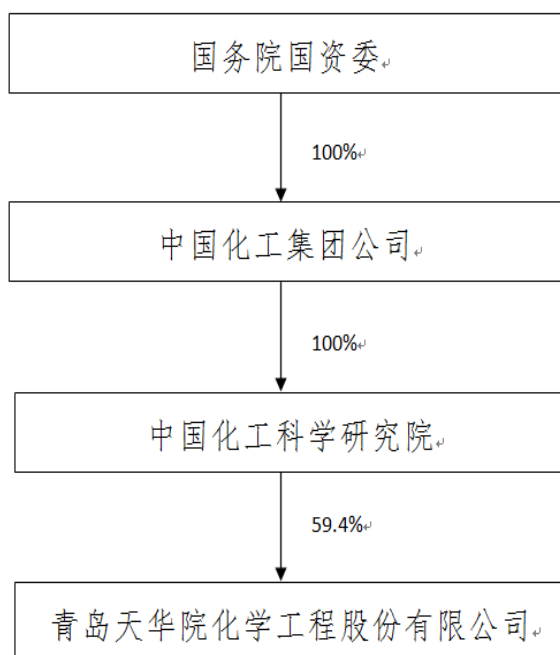 国务院国资委
100%
中国化工集团公司
100%
中国化工科学研究院
59.4%
青岛天华院化学工程股份有限公司